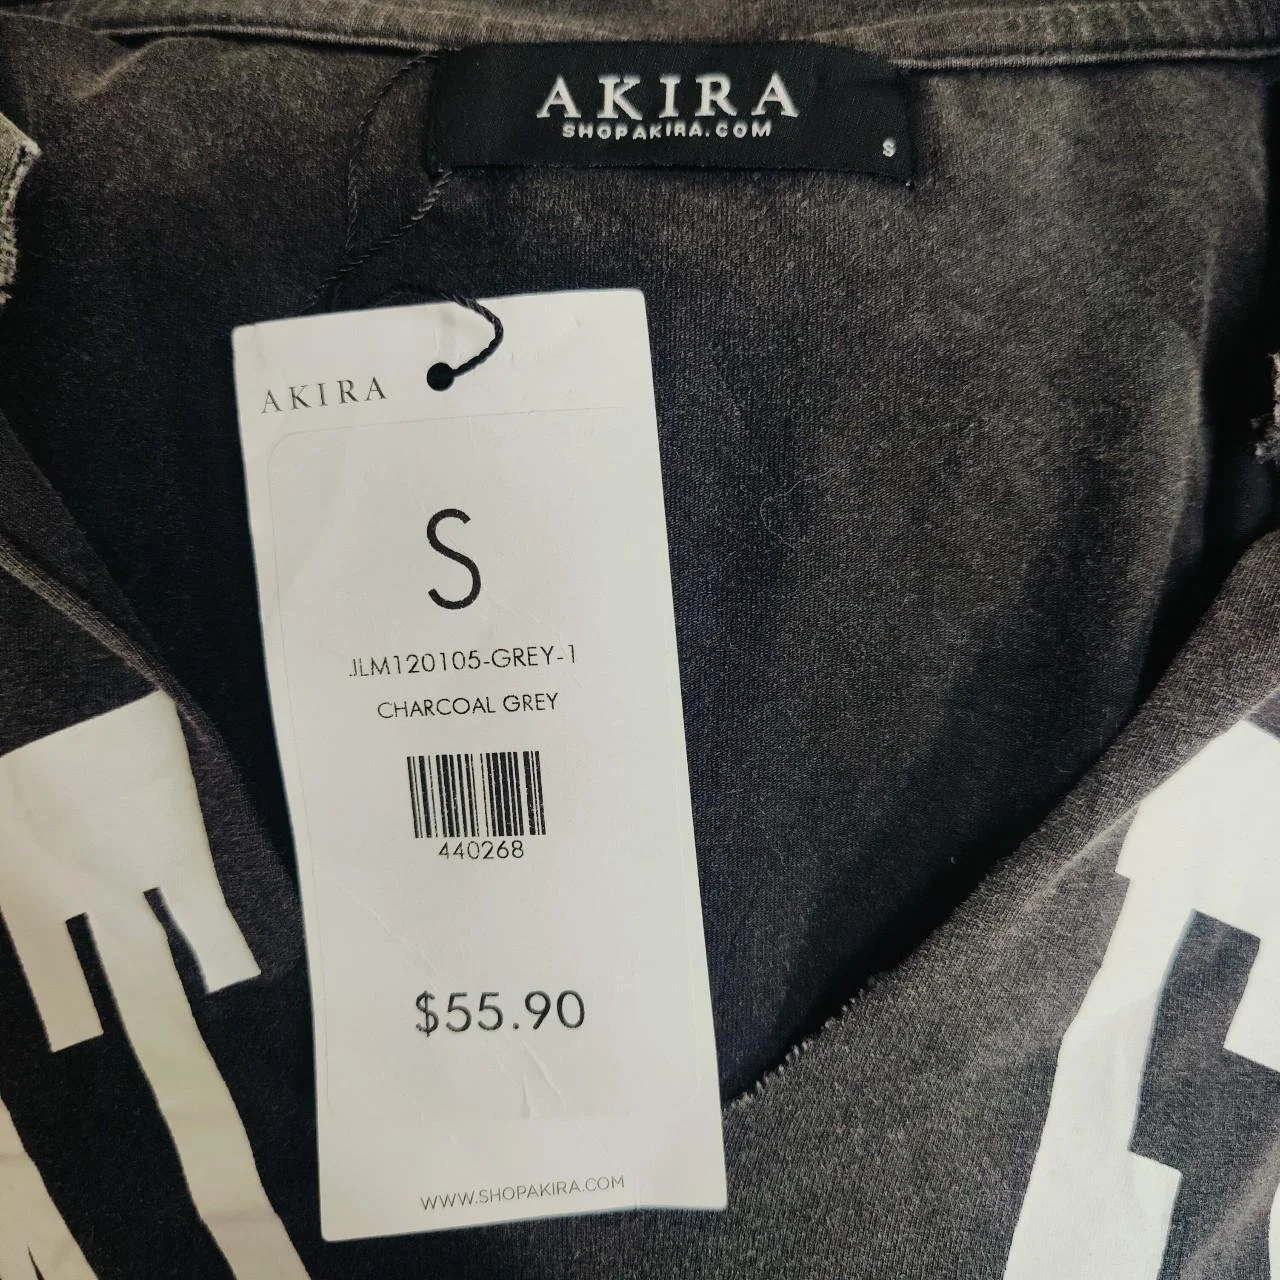 AKIRA
SHOPAKIRA.COM
S
AKIRA
S
JLM120105-GREY-1
CHARCOAL GREY
440268
$55.90
WWW.SHOPAKIRA.COM